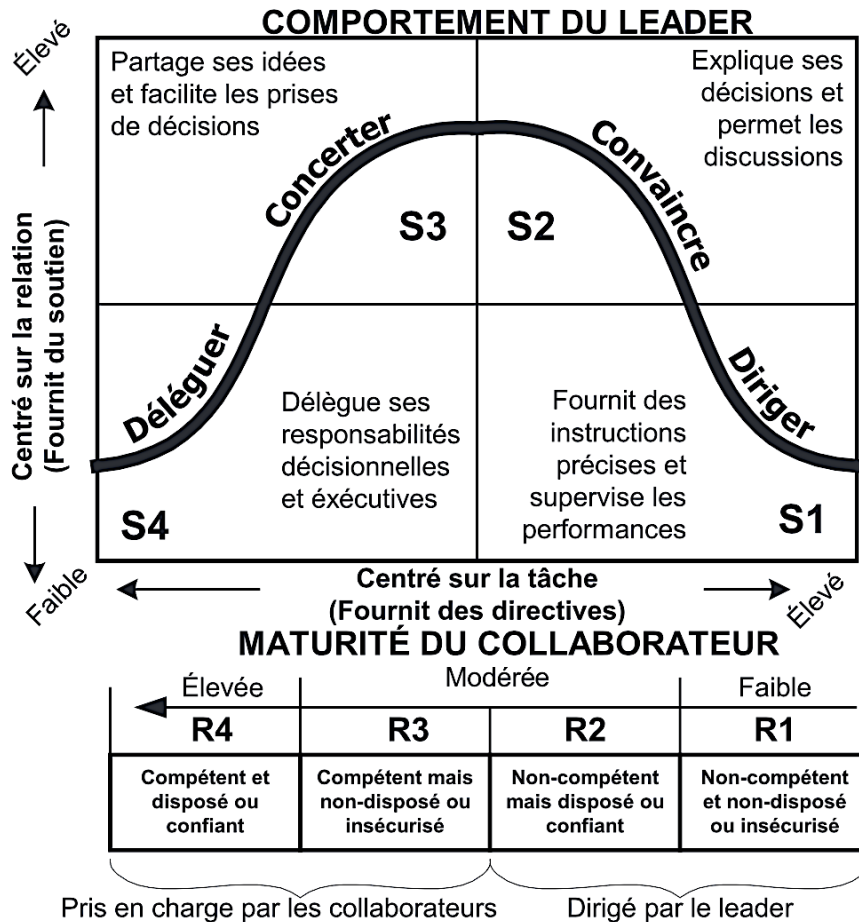 COMPORTEMENT DU LEADER
Élevé
Centré sur la relation
(Fournit du soutien)
Faible
Partage ses idées
et facilite les prises
de décisions
Concerter
S3
Explique ses
décisions et
permet les
discussions
Convaincre
S2
Déléguer
Délègue ses
responsabilités
décisionnelles
et éxécutives
S4
Fournit des
instructions
précises et
supervise les
performances
Diriger
S1
Centré sur la tâche
(Fournit des directives)
Élevé
MATURITÉ DU COLLABORATEUR
Élevée
Modérée
Faible
R4
R3
R2
R1
Compétent et
disposé ou
confiant
Compétent mais
non-disposé ou
insécurisé
Non-compétent
mais disposé ou
confiant
Non-compétent
et non-disposé
ou insécurisé
Pris en charge par les collaborateurs
Dirigé par le leader